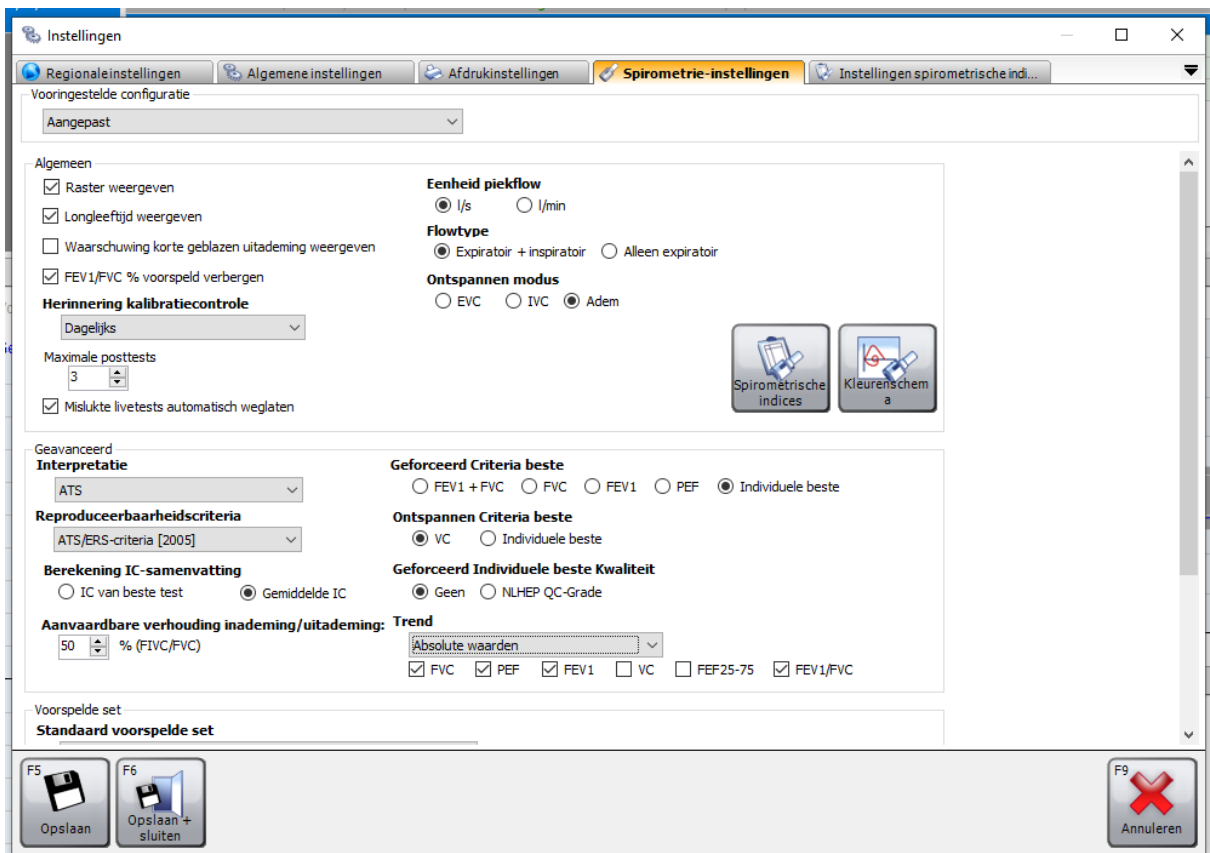 Instellingen
Regionale instellingen
Algemene instellingen
Afdrukinstellingen
Spirometrie-instellingen
Instellingen spirometrische indi...
Vooringestelde configuratie
Aangepast
Algemeen
Raster weergeven
Longleeftijd weergeven
Waarschuwing korte geblazen uitademing weergeven
FEV1/FVC % voorspeld verbergen
Herinnering kalibratiecontrole
Dagelijks
Maximale posttests
3
Mislukte livetests automatisch weglaten
Eenheid piekflow
l/s l/min
Flowtype
Expiratoir + inspiratoir Alleen expiratoir
Ontspannen modus
EVC IVC Adem
Spirometrische
indices
Kleurenschem
a
Geavanceerd
Interpretatie
ATS
Reproduceerbaarheidscriteria
ATS/ERS-criteria [2005]
Berekening IC-samenvatting
IC van beste test Gemiddelde IC
Aanvaardbare verhouding inademing/uitademing:
50 % (FIVC/FVC)
Geforceerd Criteria beste
FEV1 + FVC FVC FEV1 PEF Individuele beste
Ontspannen Criteria beste
VC Individuele beste
Geforceerd Individuele beste Kwaliteit
Geen NLHEP QC-Grade
Trend
Absolute waarden
FVC PEF FEV1 VC FEF25-75 FEV1/FVC
Voorspelde set
Standaard voorspelde set
F5
Opslaan
F6
Opslaan +
sluiten
F9
Annuleren